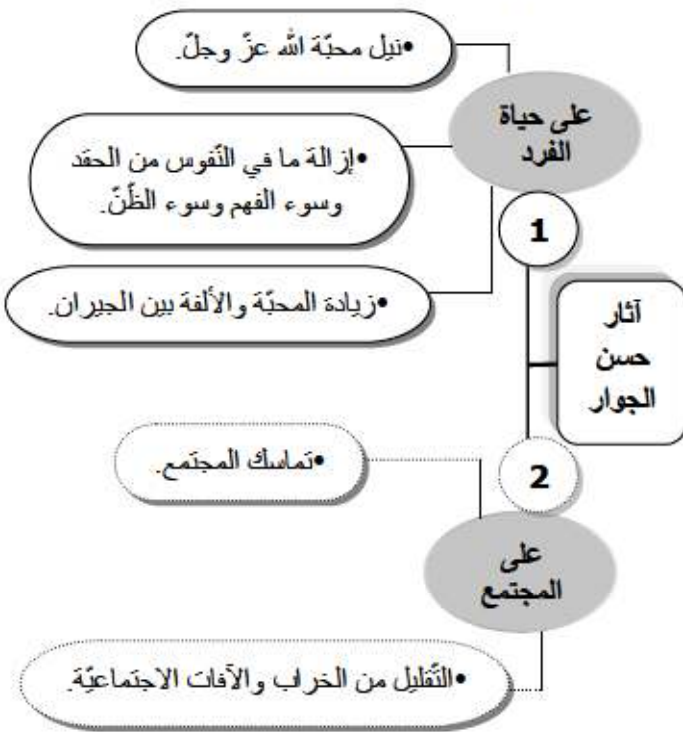 آثار
حسن
الجوار
1
على حياة
الفرد
•نيل محبّة الله عزّ وجلّ.
•إزالة ما في النّفوس من الحقد
وسوء الفهم وسوء الظّنّ.
•زيادة المحبّة والألفة بين الجيران.
2
على
المجتمع
•تماسك المجتمع.
•التّقليل من الخراب والآفات الاجتماعيّة.